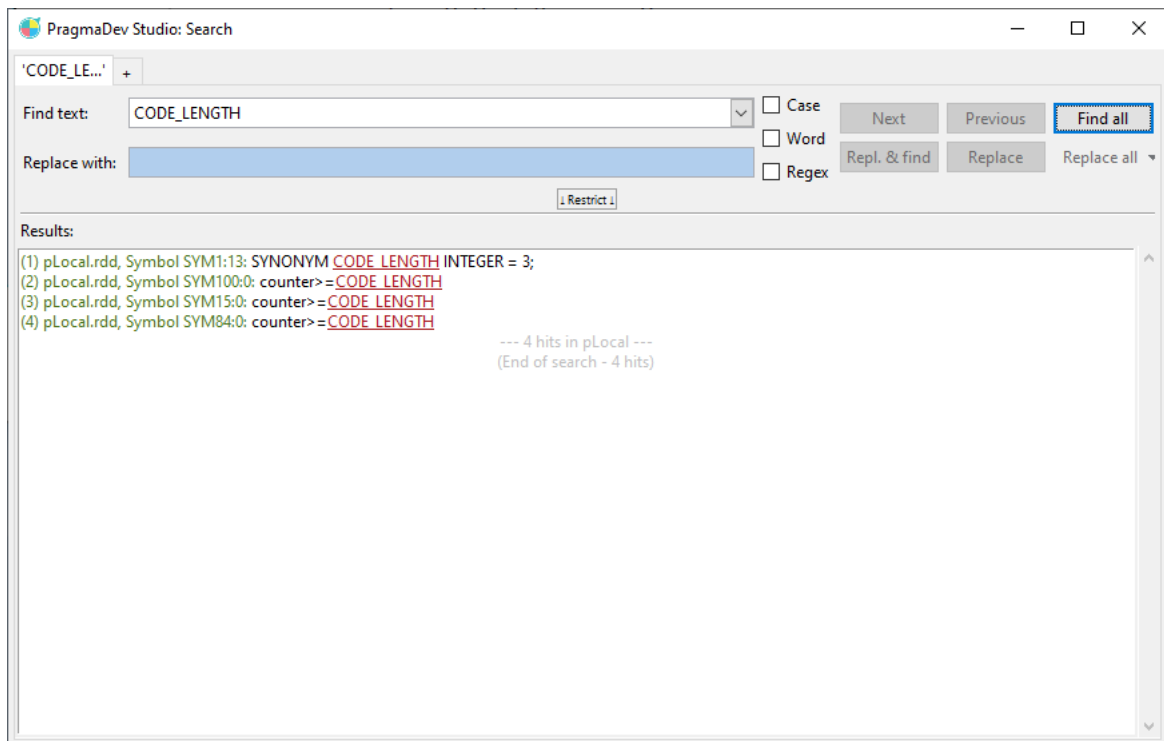 PragmaDev Studio: Search
'CODE_LE...' +
Find text: CODE_LENGTH Case Next Previous Find all
Word
Replace with: Repl. & find Replace Replace all
Regex
↓ Restrict ↓
Results:
(1) pLocal.rdd, Symbol SYM1:13: SYNONYM CODE_LENGTH INTEGER = 3;
(2) pLocal.rdd, Symbol SYM100:0: counter>=CODE_LENGTH
(3) pLocal.rdd, Symbol SYM15:0: counter>=CODE_LENGTH
(4) pLocal.rdd, Symbol SYM84:0: counter>=CODE_LENGTH
--- 4 hits in pLocal ---
(End of search - 4 hits)